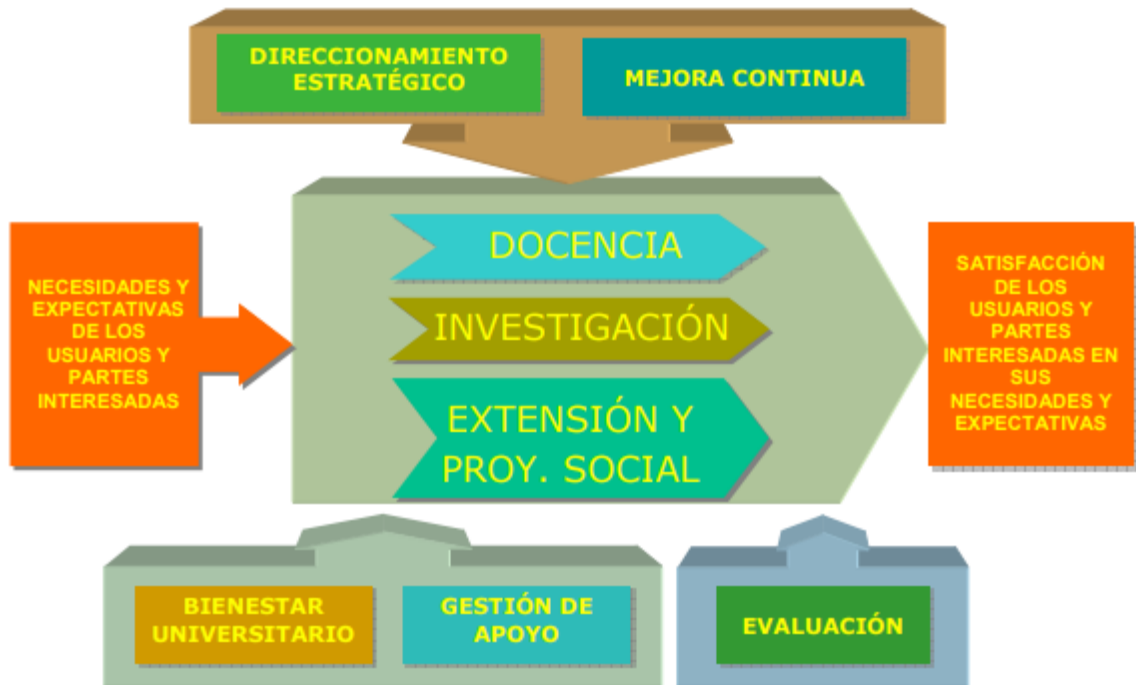 DIRECCIONAMIENTO
ESTRATÉGICO
MEJORA CONTINUA
NECESIDADES Y
EXPECTATIVAS
DE LOS
USUARIOS Y
PARTES
INTERESADAS
DOCENCIA
INVESTIGACIÓN
EXTENSIÓN Y
PROY. SOCIAL
SATISFACCIÓN
DE LOS
USUARIOS Y
PARTES
INTERESADAS EN
SUS
NECESIDADES Y
EXPECTATIVAS
BIENESTAR
UNIVERSITARIO
GESTIÓN DE
APOYO
EVALUACIÓN